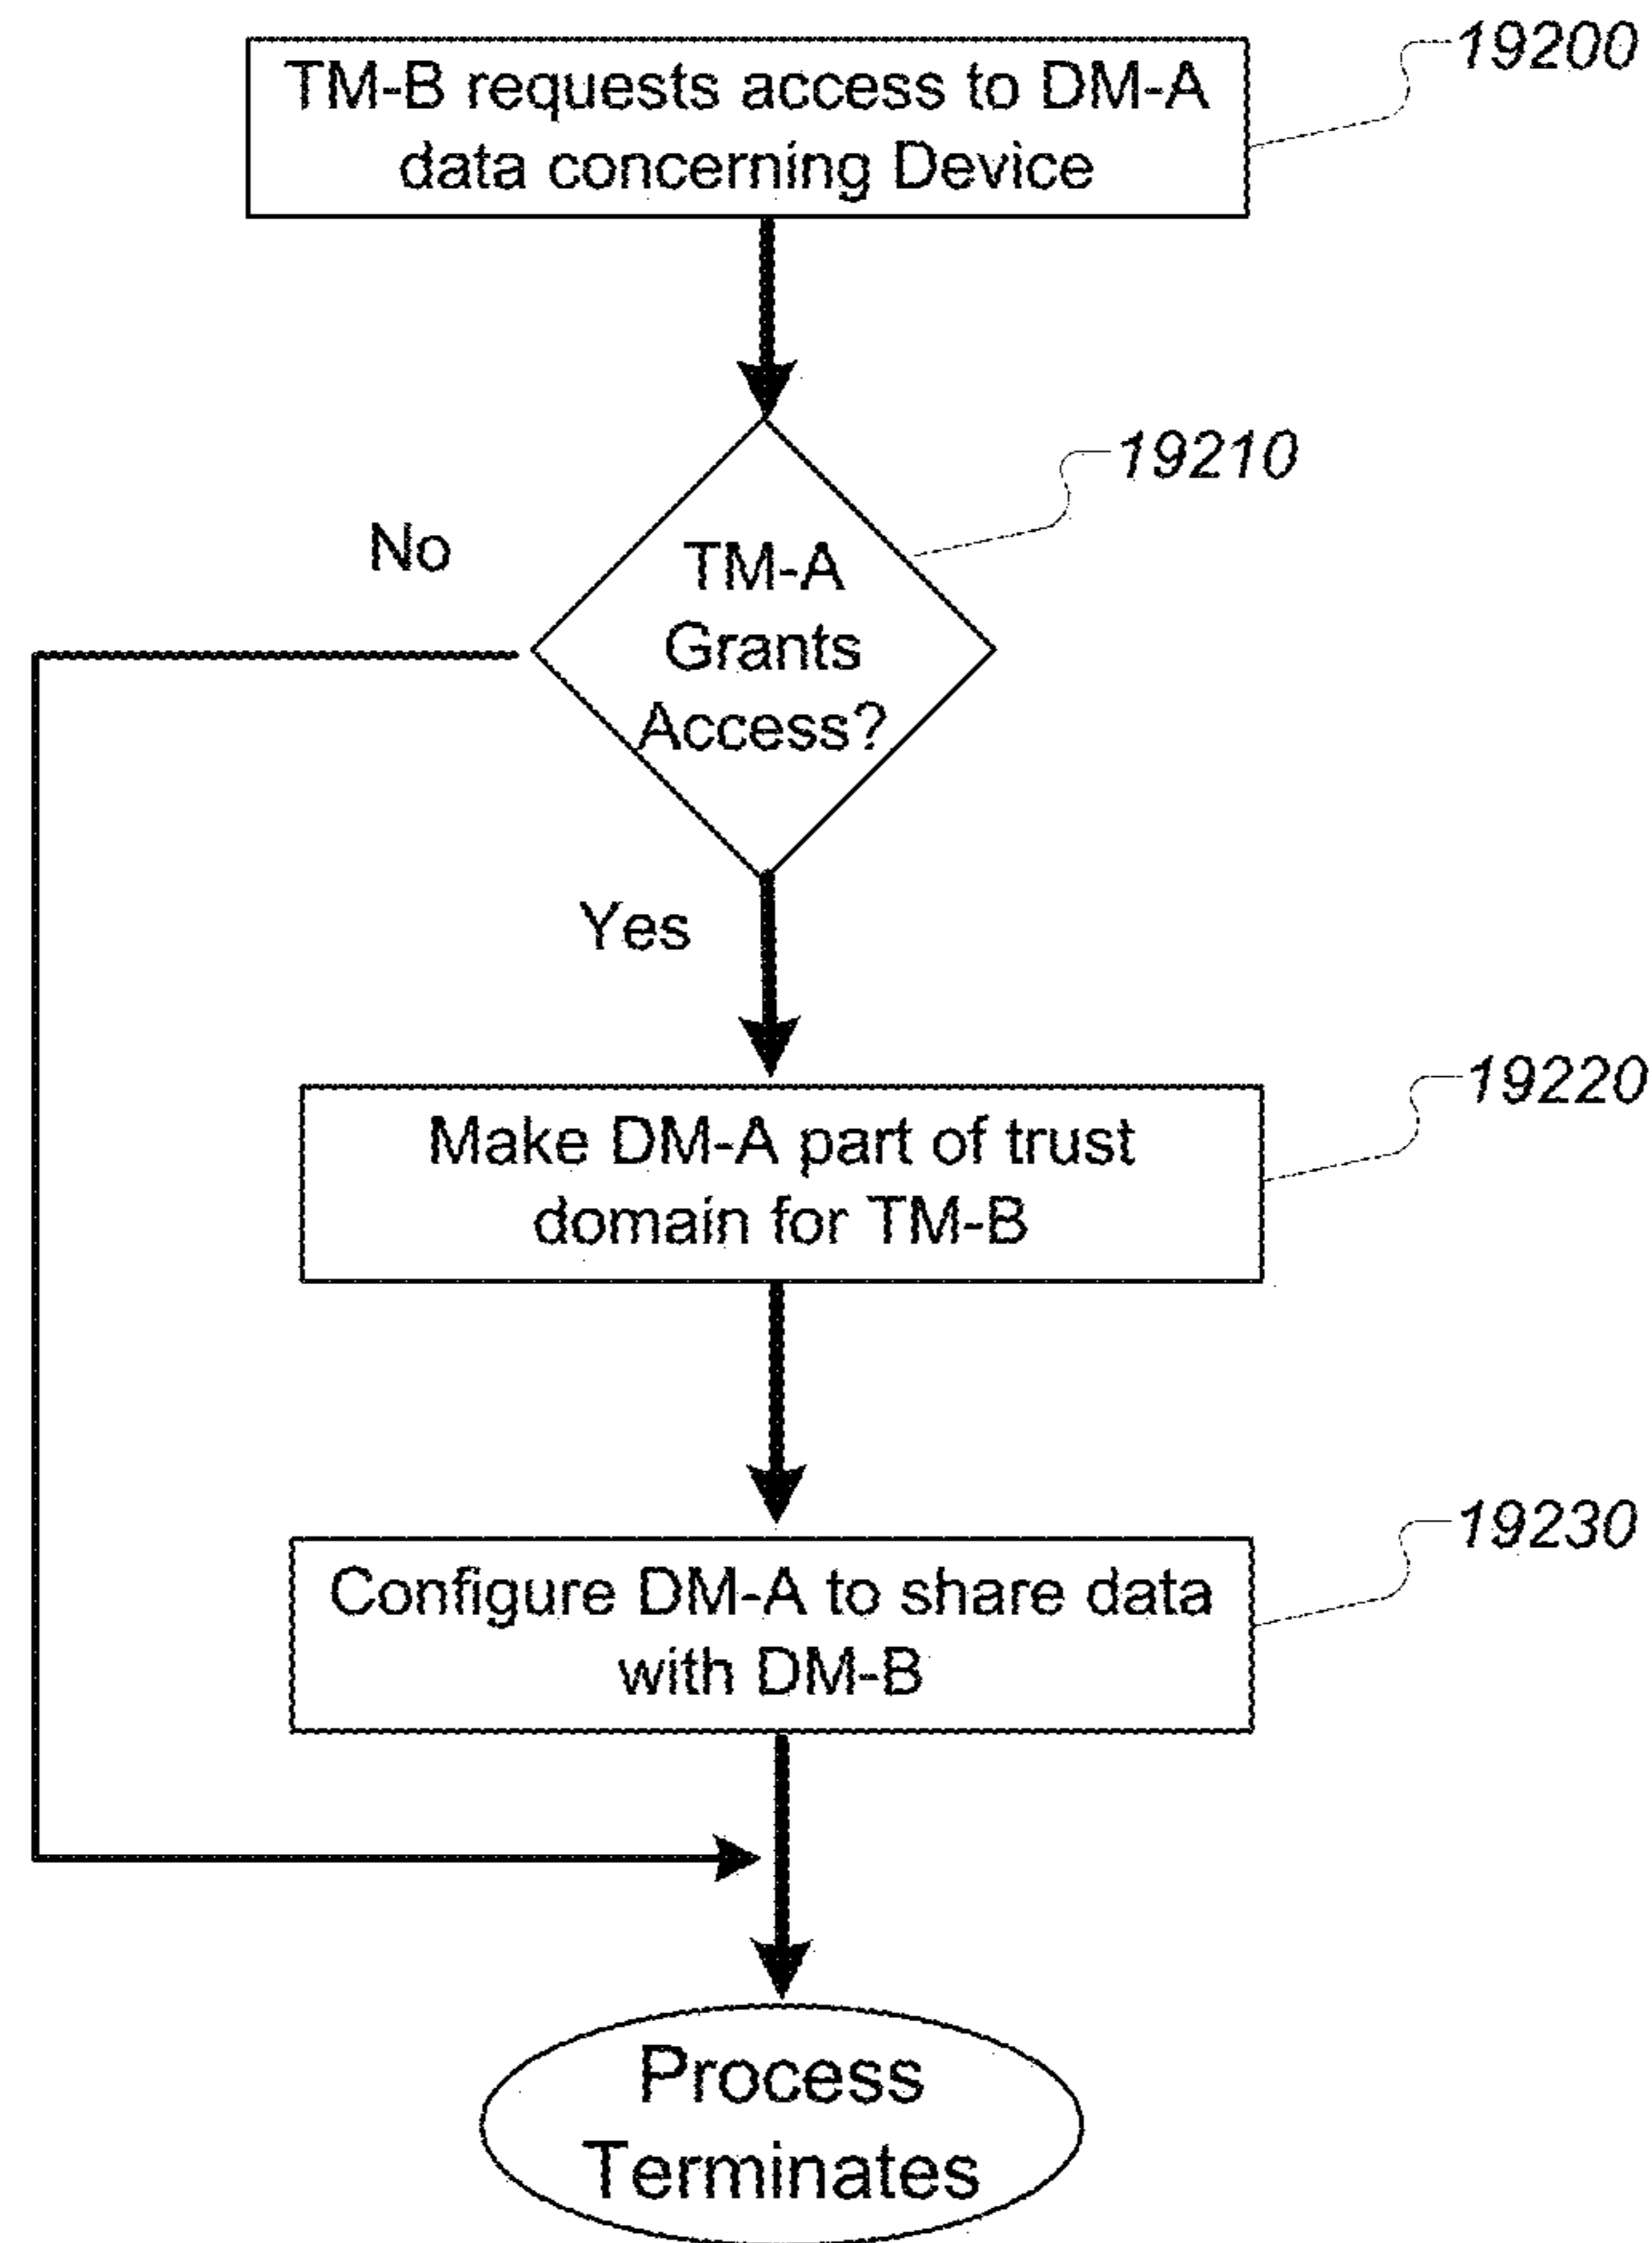 TM-B requests access to DM-A
data concerning Device
19200
19210
No
TM-A
Grants
Access?
Yes
19220
Make DM-A part of trust
domain for TM-B
19230
Configure DM-A to share data
with DM-B
Process
Terminates